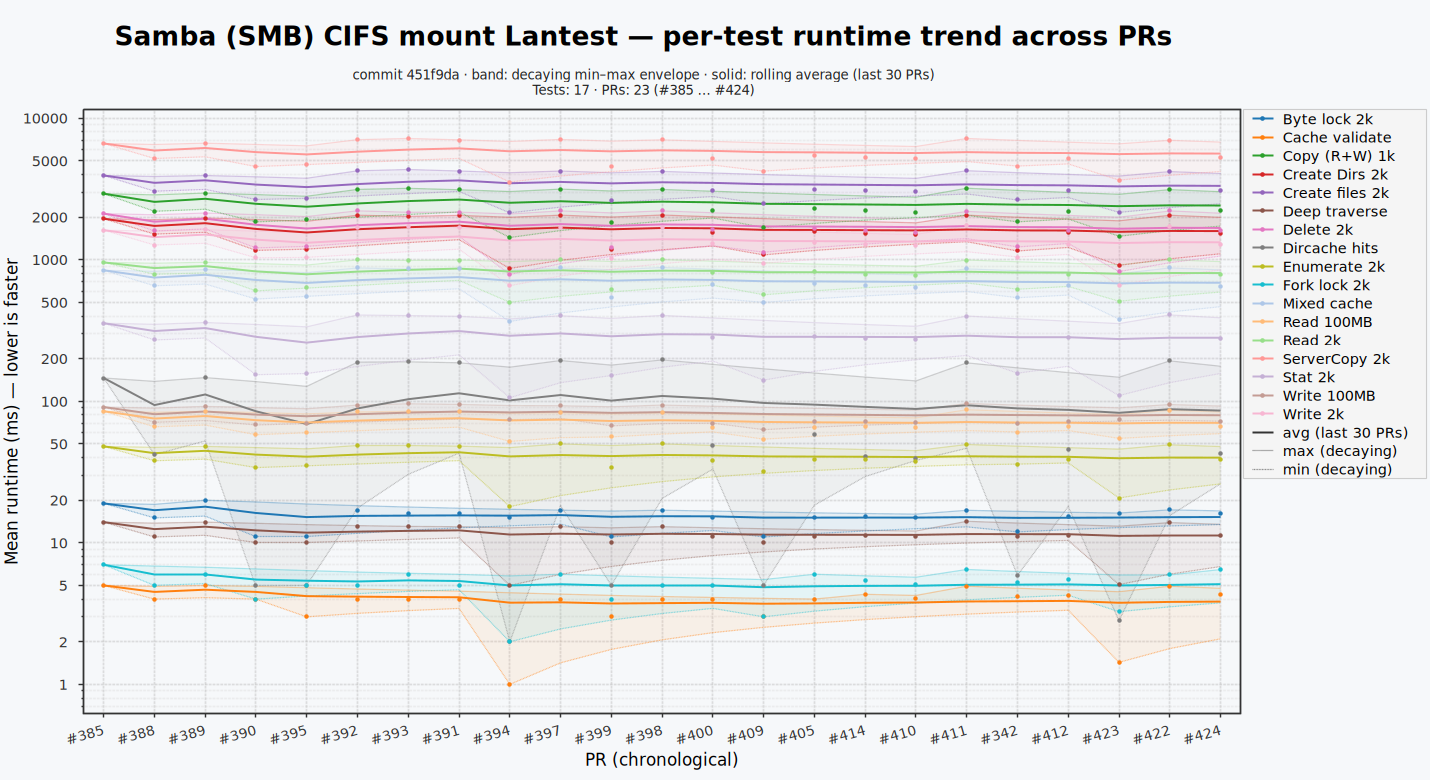 Samba (SMB) CIFS mount Lantest — per-test runtime trend across PRs
commit 451f9da · band: decaying min–max envelope · solid: rolling average (last 30 PRs)
Tests: 17 · PRs: 23 (#385 … #424)
Mean runtime (ms) — lower is faster
10000
5000
2000
1000
500
200
100
50
20
10
5
2
1
#385
#388
#389
#390
#395
#392
#393
#391
#394
#397
#399
#398
#400
#409
#405
#414
#410
#411
#342
#412
#423
#422
#424
PR (chronological)
Byte lock 2k
Cache validate
Copy (R+W) 1k
Create Dirs 2k
Create files 2k
Deep traverse
Delete 2k
Dircache hits
Enumerate 2k
Fork lock 2k
Mixed cache
Read 100MB
Read 2k
ServerCopy 2k
Stat 2k
Write 100MB
Write 2k
avg (last 30 PRs)
max (decaying)
min (decaying)